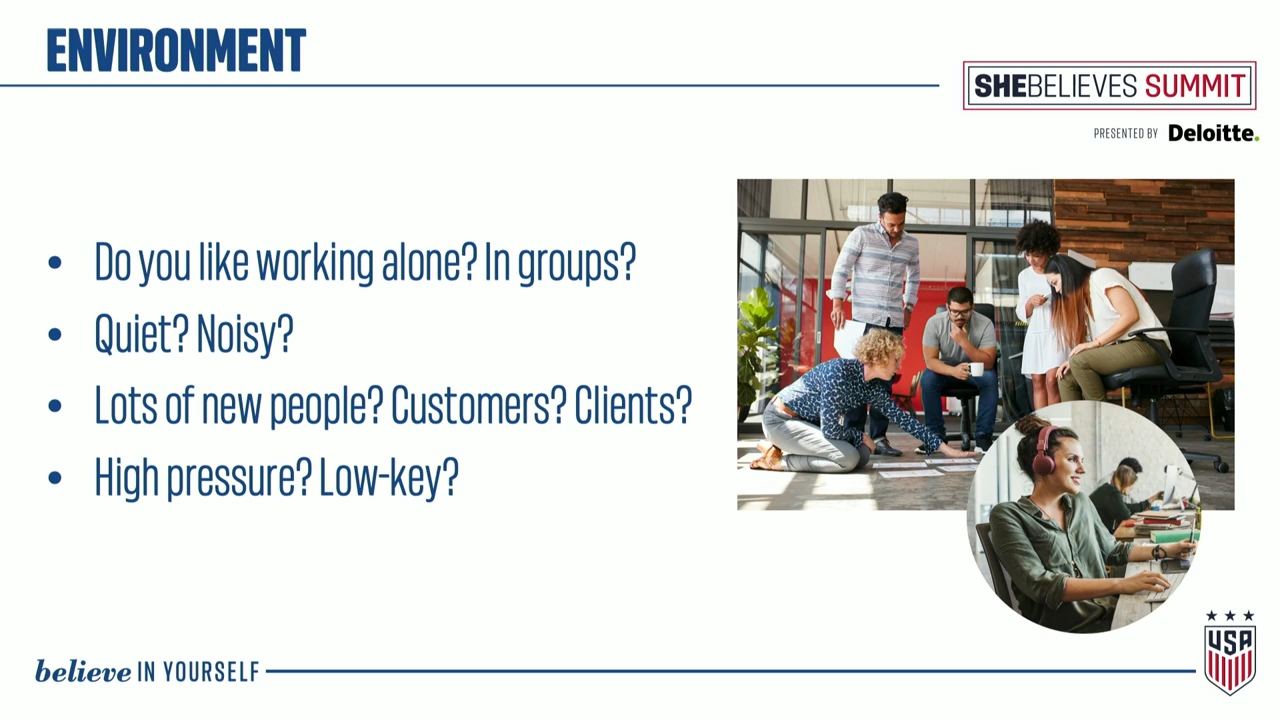 ENVIRONMENT
SHEBELIEVES SUMMIT
PRESENTED BY Deloitte.
• Do you like working alone? In groups?
• Quiet? Noisy?
• Lots of new people? Customers? Clients?
• High pressure? Low-key?
believe IN YOURSELF
USA